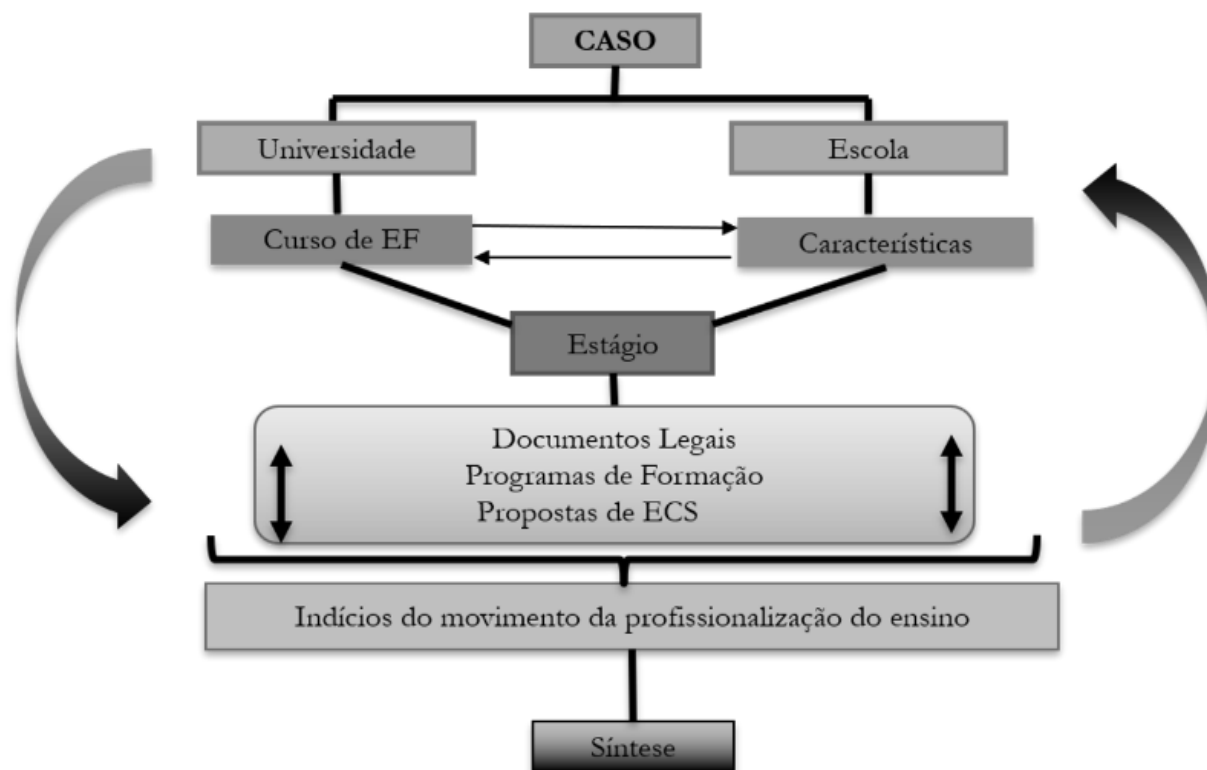 CASO
Universidade
Escola
Curso de EF
Características
Estágio
Documentos Legais
Programas de Formação
Propostas de ECS
Indícios do movimento da profissionalização do ensino
Síntese